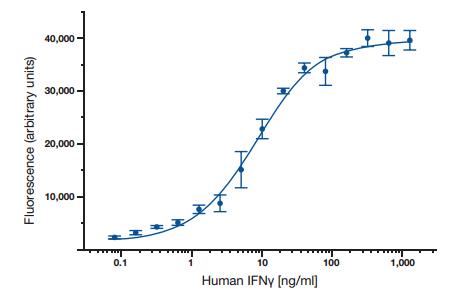 Fluorescence (arbitrary units)
40,000
30,000
20,000
10,000
0.1 1 10 100 1,000
Human IFNγ [ng/ml]